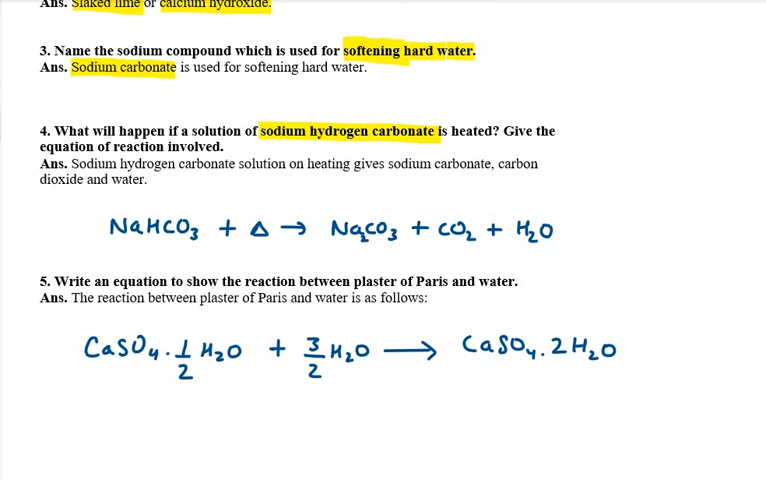 Ans. Slaked lime or calcium hydroxide.
3. Name the sodium compound which is used for softening hard water.
Ans. Sodium carbonate is used for softening hard water.
4. What will happen if a solution of sodium hydrogen carbonate is heated? Give the
equation of reaction involved.
Ans. Sodium hydrogen carbonate solution on heating gives sodium carbonate, carbon
dioxide and water.
NaHCO₃ + Δ → Na₂CO₃ + CO₂ + H₂O
5. Write an equation to show the reaction between plaster of Paris and water.
Ans. The reaction between plaster of Paris and water is as follows:
CaSO₄.1/2 H₂O + 3/2 H₂O → CaSO₄.2H₂O